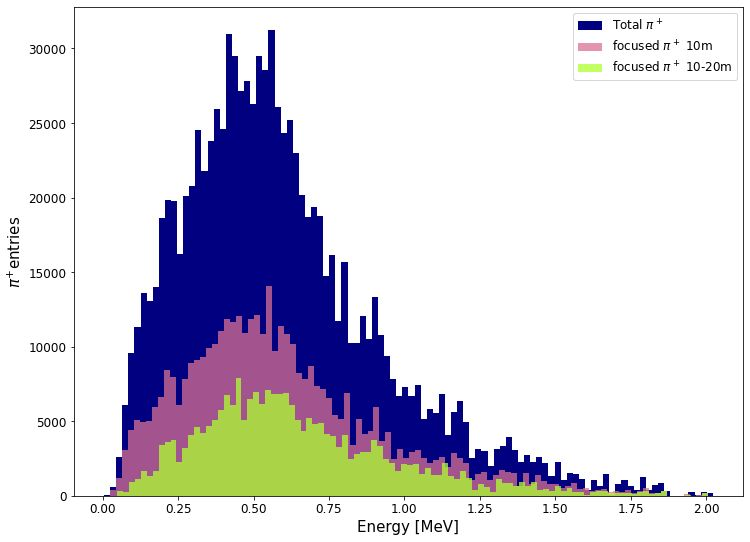 Total π+
focused π+ 10m
focused π+ 10-20m
30000
25000
20000
15000
10000
5000
0
π+entries
0.00 0.25 0.50 0.75 1.00 1.25 1.50 1.75 2.00
Energy [MeV]